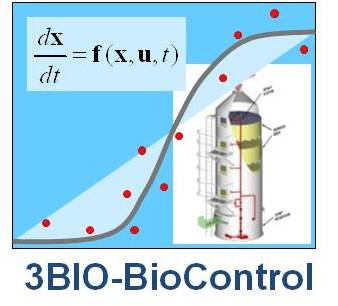 dx/dt = f (x, u, t)
3BIO-BioControl